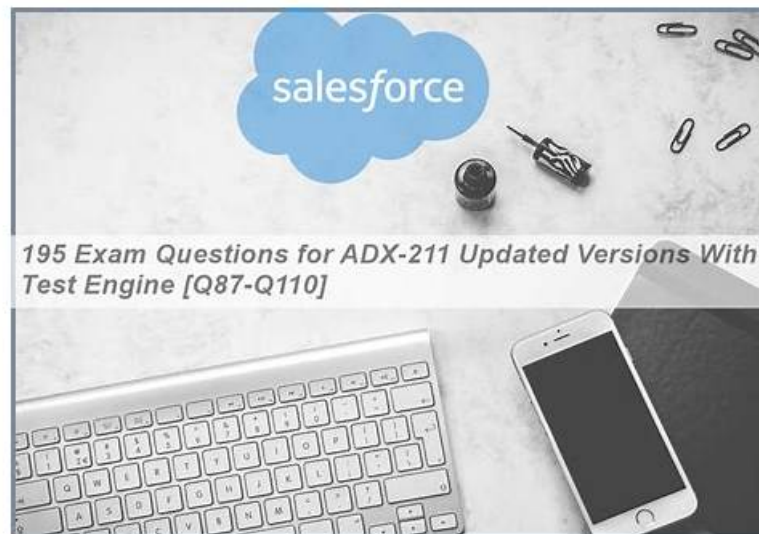 salesforce
195 Exam Questions for ADX-211 Updated Versions With
Test Engine [Q87-Q110]